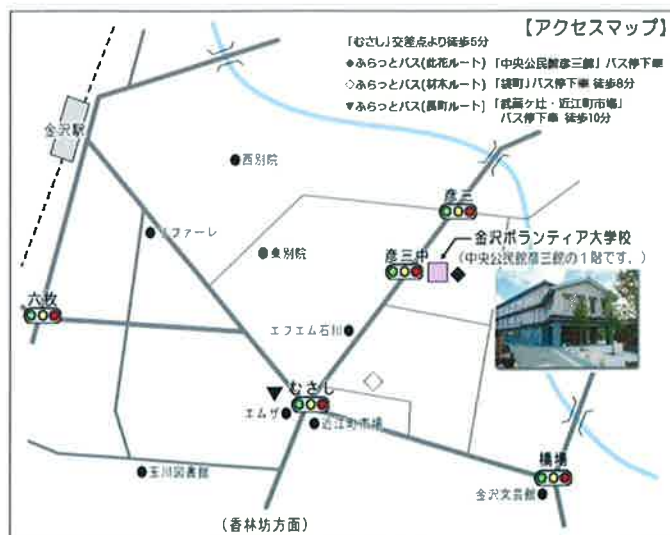 【アクセスマップ】
「むさし」交差点より徒歩5分
◆ふらっとバス(此花ルート) 「中央公民館彦三館」バス停下車
◇ふらっとバス(材木ルート) 「袋町」バス停下車 徒歩8分
▼ふらっとバス(長町ルート) 「武蔵ヶ辻・近江町市場」
バス停下車 徒歩10分
金沢駅
●西別院
彦三
●リファーレ
●東別院
彦三中
金沢ボランティア大学校
(中央公民館彦三館の1階です。)
六枚
エフエム石川●
むさし
エムザ●
●近江町市場
●玉川図書館
橋場
金沢文芸館●
(香林坊方面)